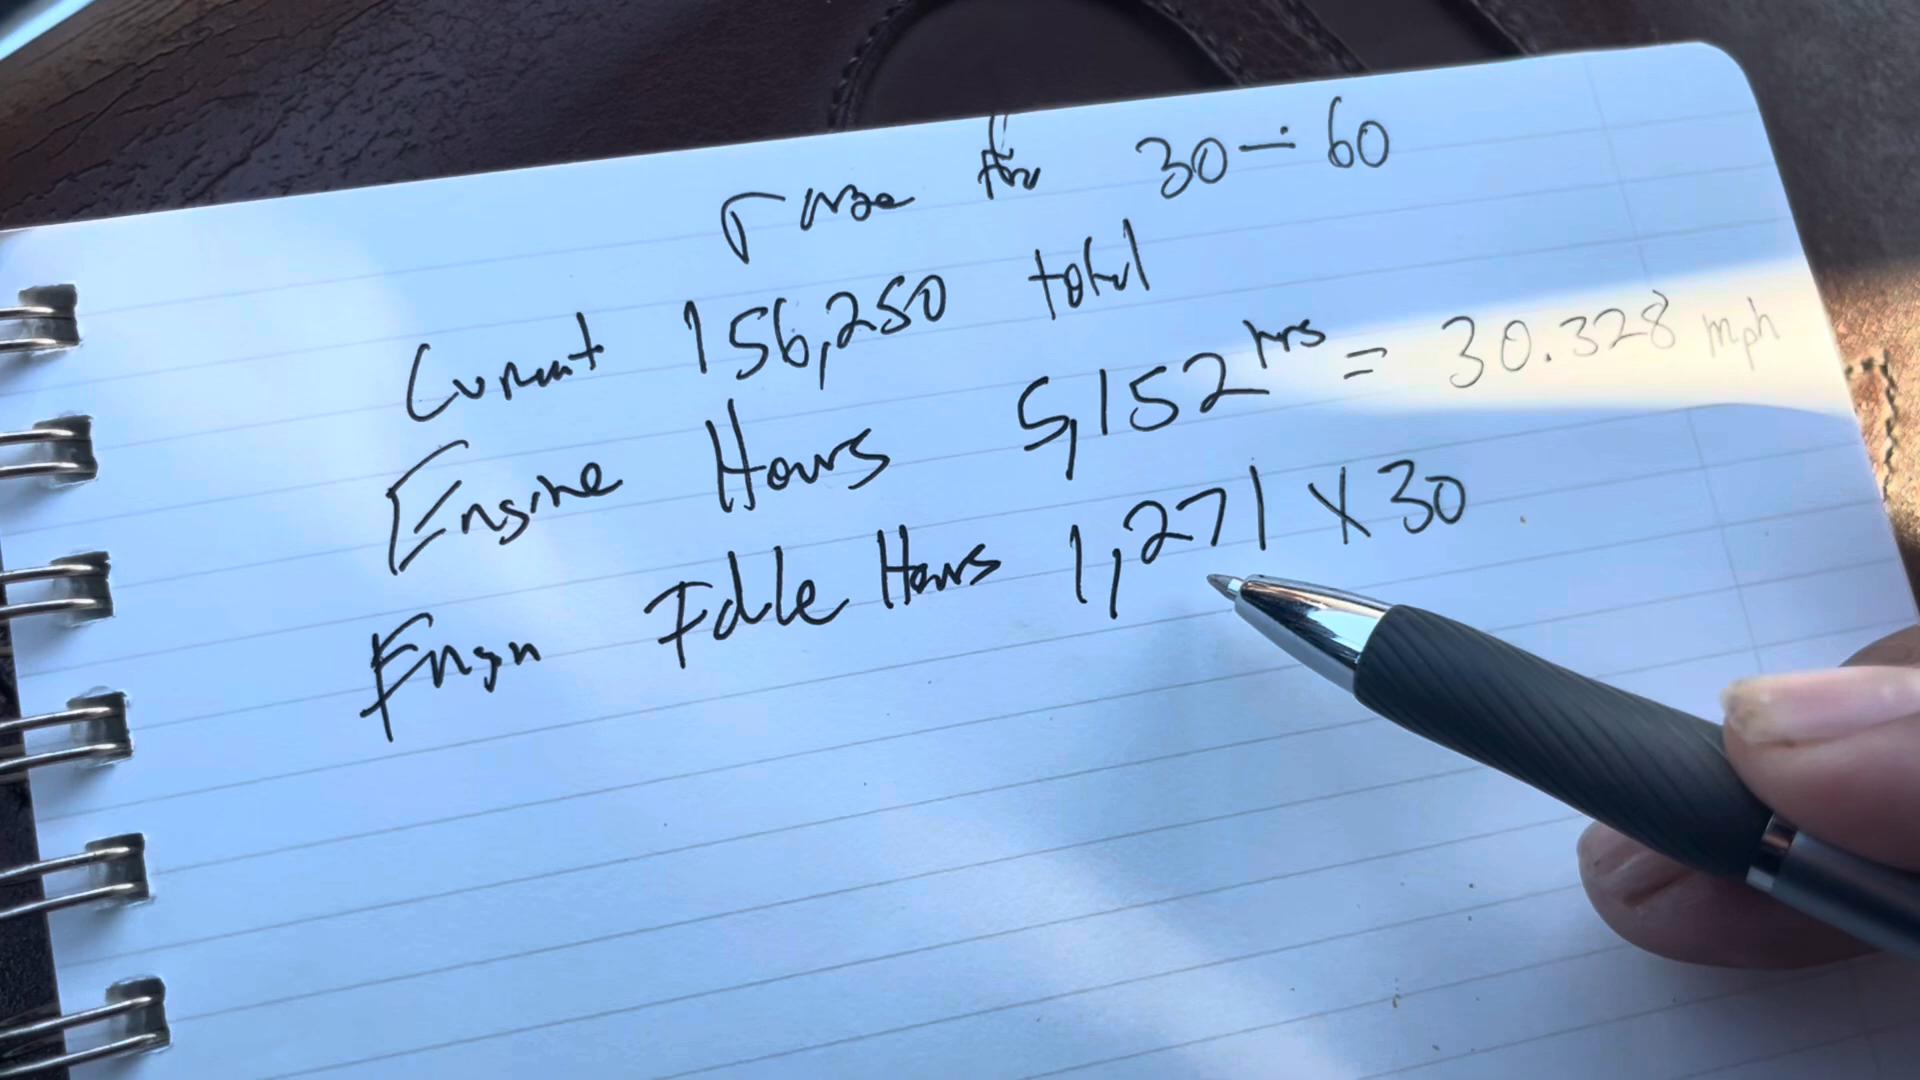 30 ÷ 60
Current 156,250 total
Engine Hours 5,152 hrs = 30.328 mph
Engn Idle Hours 1,271 X 30